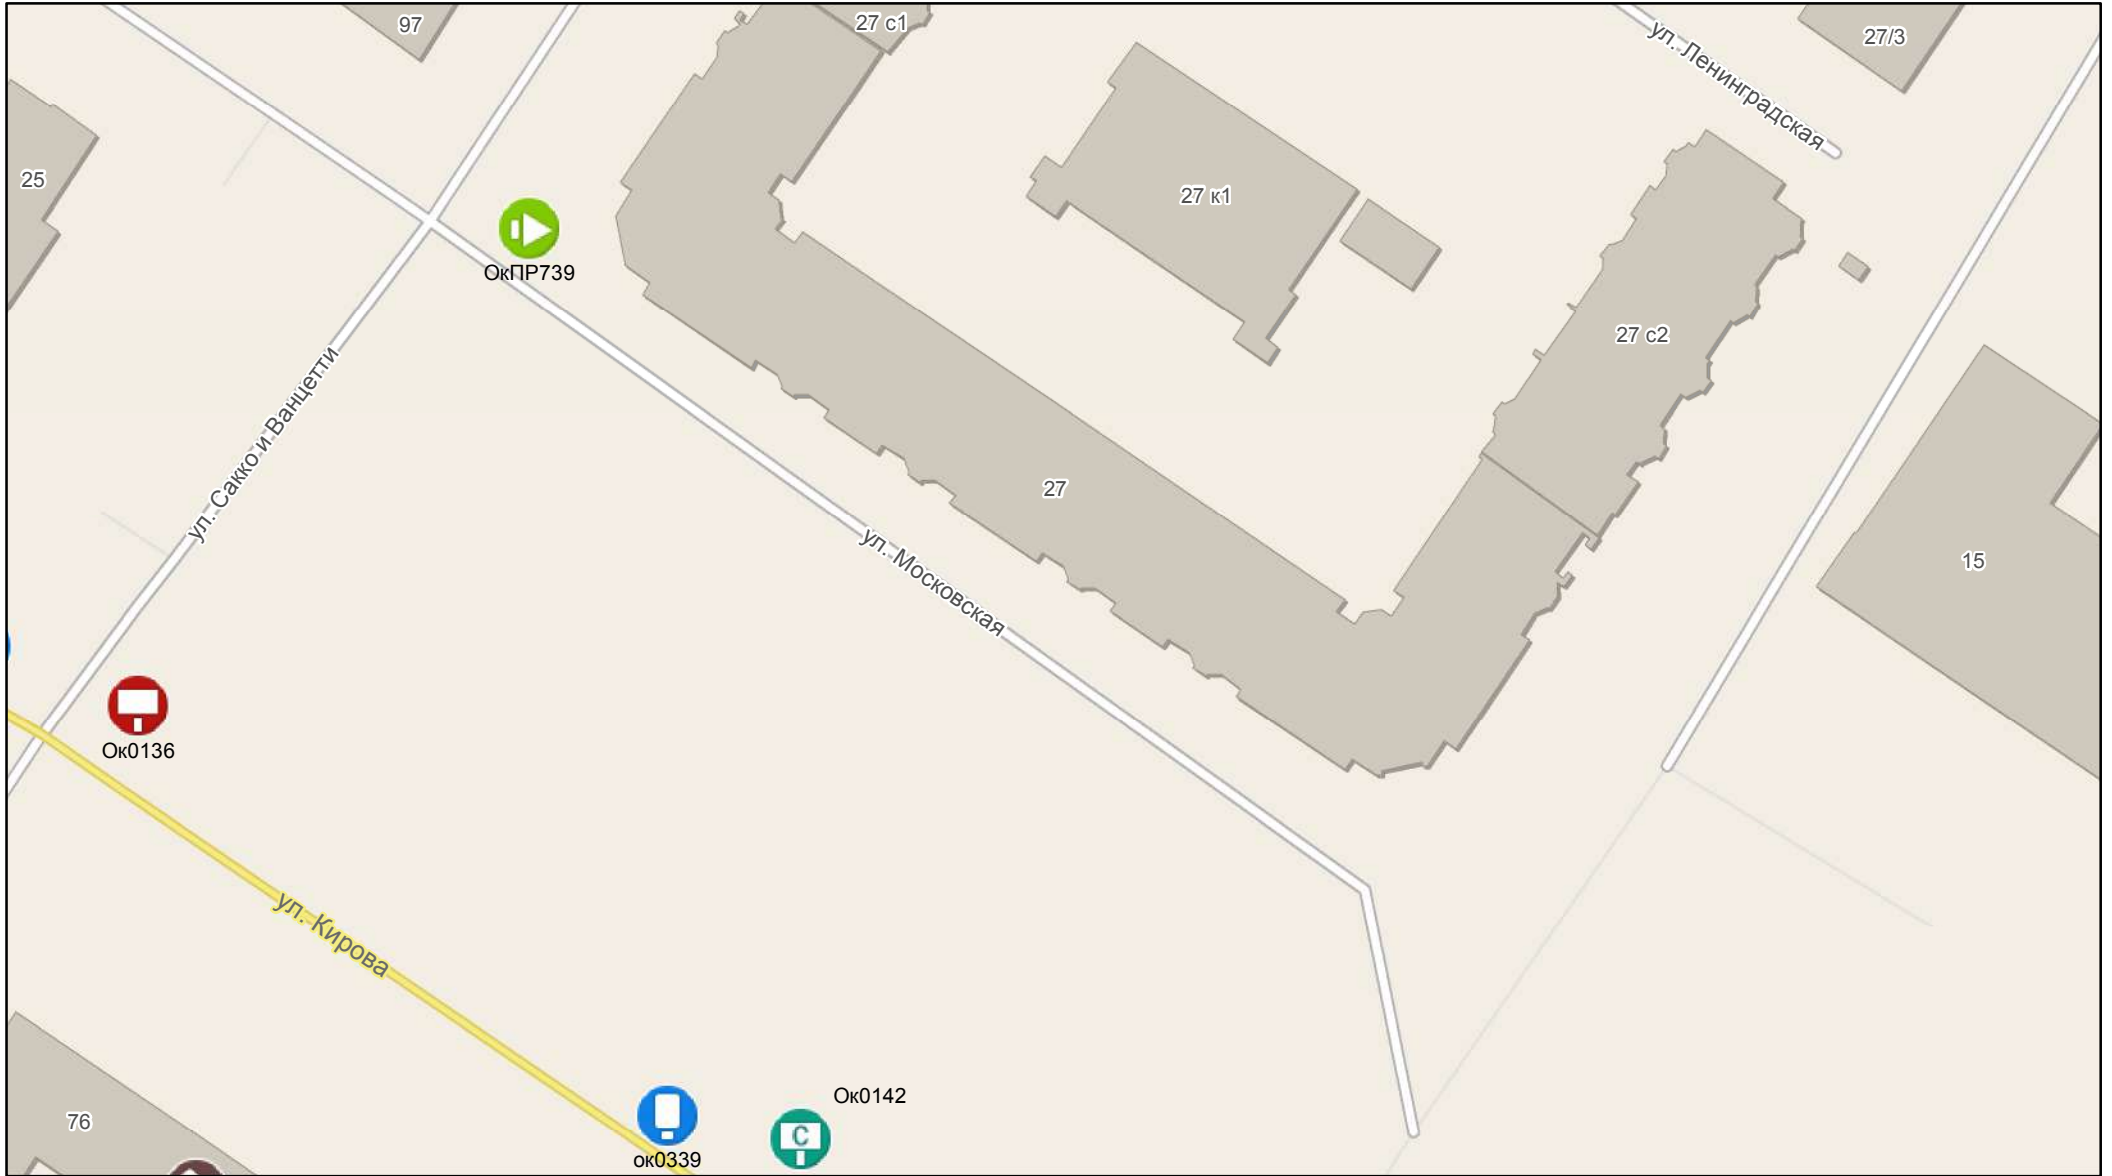 97
27 с1
ул. Ленинградская
27/3
25
27 к1
ОкПР739
27 с2
ул. Сакко и Ванцетти
27
ул. Московская
15
Ок0136
ул. Кирова
Ок0142
76
C
ок0339